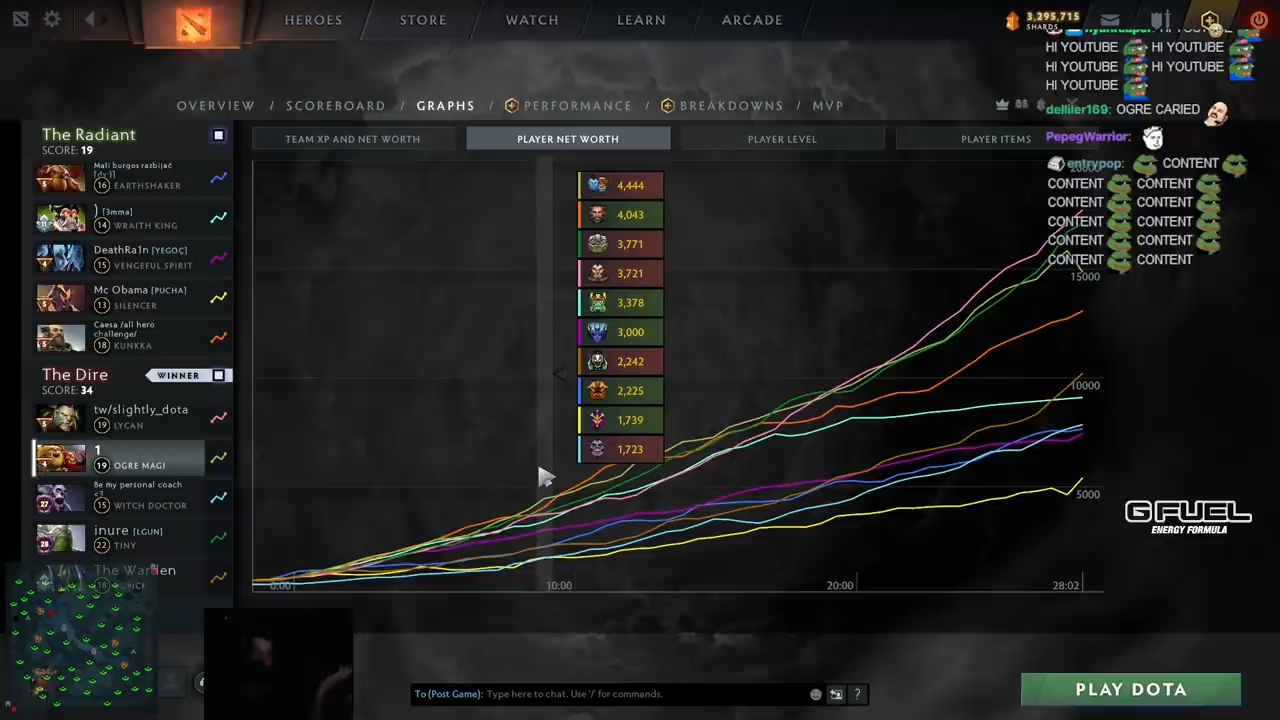 HEROES
STORE
WATCH
LEARN
ARCADE
3,295,715
SHARDS
HI YOUTUBE HI YOUTUBE
HI YOUTUBE HI YOUTUBE
HI YOUTUBE
delliler169: OGRE CARIED
PepegWarrior:
entrypop: CONTENT
CONTENT CONTENT
CONTENT CONTENT
CONTENT CONTENT
CONTENT CONTENT
CONTENT CONTENT
OVERVIEW / SCOREBOARD / GRAPHS / PERFORMANCE / BREAKDOWNS / MVP
The Radiant
SCORE: 19
TEAM XP AND NET WORTH
PLAYER NET WORTH
PLAYER LEVEL
PLAYER ITEMS
Mali burgos razbijač
16 EARTHSHAKER
) [3mma]
14 WRAITH KING
DeathRa1n [YEGOC]
15 VENGEFUL SPIRIT
Mc Obama [PUCHA]
13 SILENCER
Caesa /all hero
challenge/
18 KUNKKA
The Dire
SCORE: 34
WINNER
tw/slightly_dota
19 LYCAN
1
19 OGRE MAGI
Be my personal coach
<3
15 WITCH DOCTOR
inure [LGUN]
22 TINY
The Warden
4,444
4,043
3,771
3,721
3,378
3,000
2,242
2,225
1,739
1,723
15000
10000
5000
0:00
10:00
20:00
28:02
G FUEL
ENERGY FORMULA
To (Post Game): Type here to chat. Use '/' for commands.
?
PLAY DOTA